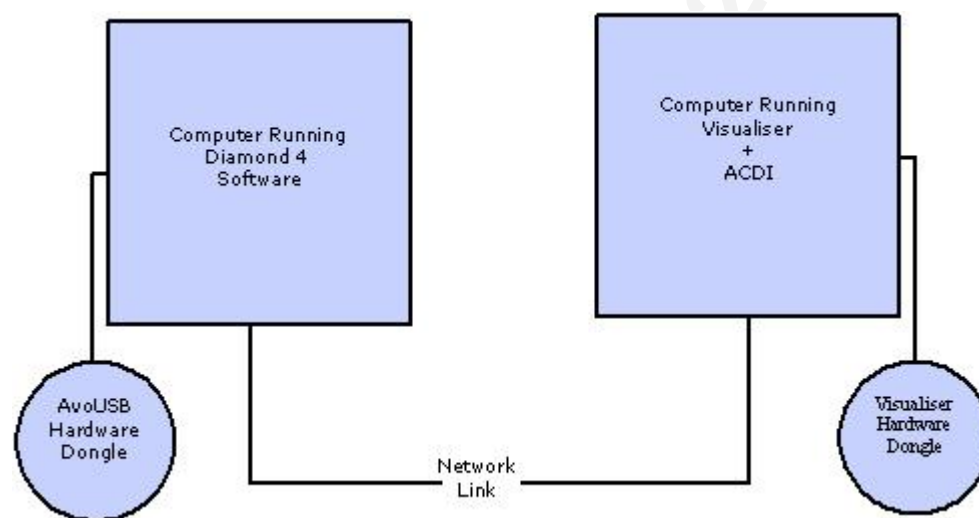 Computer Running
Diamond 4
Software
Computer Running
Visualiser
+
ACDI
AvoUSB
Hardware
Dongle
Visualiser
Hardware
Dongle
Network
Link